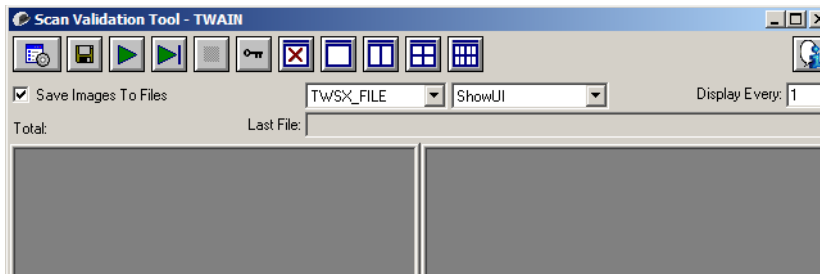 Scan Validation Tool - TWAIN
Save Images To Files TWSX_FILE ShowUI Display Every: 1
Total: Last File: